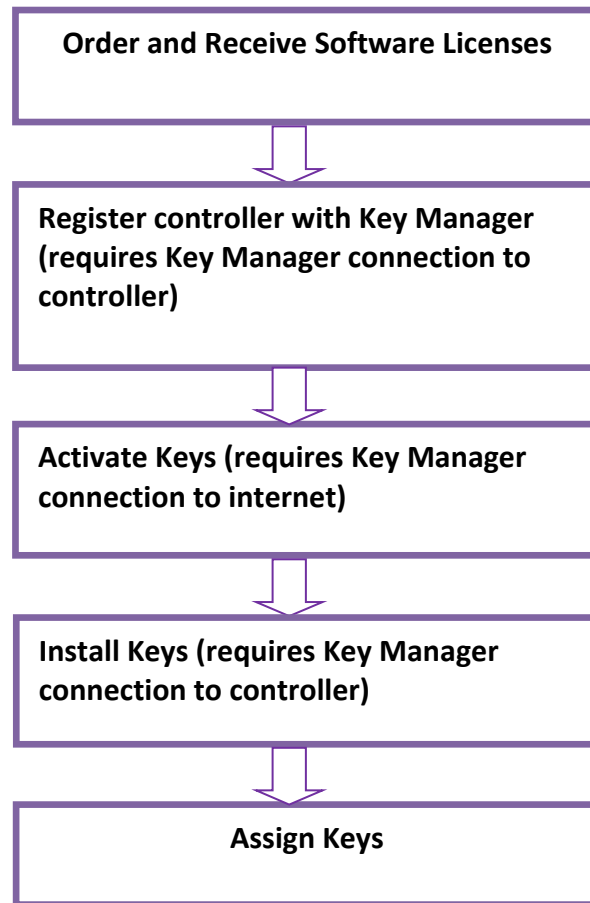 Order and Receive Software Licenses
Register controller with Key Manager
(requires Key Manager connection to
controller)
Activate Keys (requires Key Manager
connection to internet)
Install Keys (requires Key Manager
connection to controller)
Assign Keys